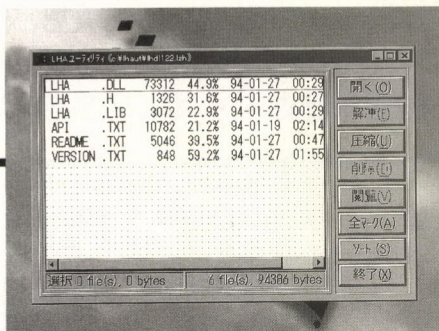 LHAユーティリティ (c:¥lhaut¥lhd1122.lzh)
LHA .DLL 73312 44.9% 94-01-27 00:29
LHA .H 1326 31.6% 94-01-27 00:27
LHA .LIB 3072 22.9% 94-01-27 00:29
API .TXT 10782 21.2% 94-01-19 02:14
README .TXT 5046 39.5% 94-01-27 00:47
VERSION .TXT 848 59.2% 94-01-27 01:55
選択 0 file(s), 0 bytes
6 file(s), 94386 bytes
開く(O)
解凍(E)
圧縮(U)
削除(D)
閲覧(V)
全マーク(A)
ソート(S)
終了(X)